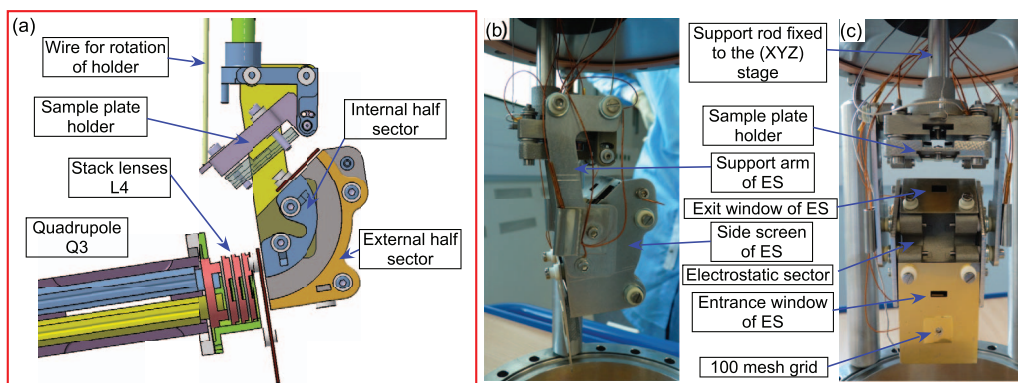 (a)
Wire for rotation
of holder
Sample plate
holder
Stack lenses
L4
Quadrupole
Q3
Internal half
sector
External half
sector
(b)
Support arm
of ES
Side screen
of ES
(c)
Support rod fixed
to the (XYZ)
stage
Sample plate
holder
Exit window of ES
Electrostatic sector
Entrance window
of ES
100 mesh grid